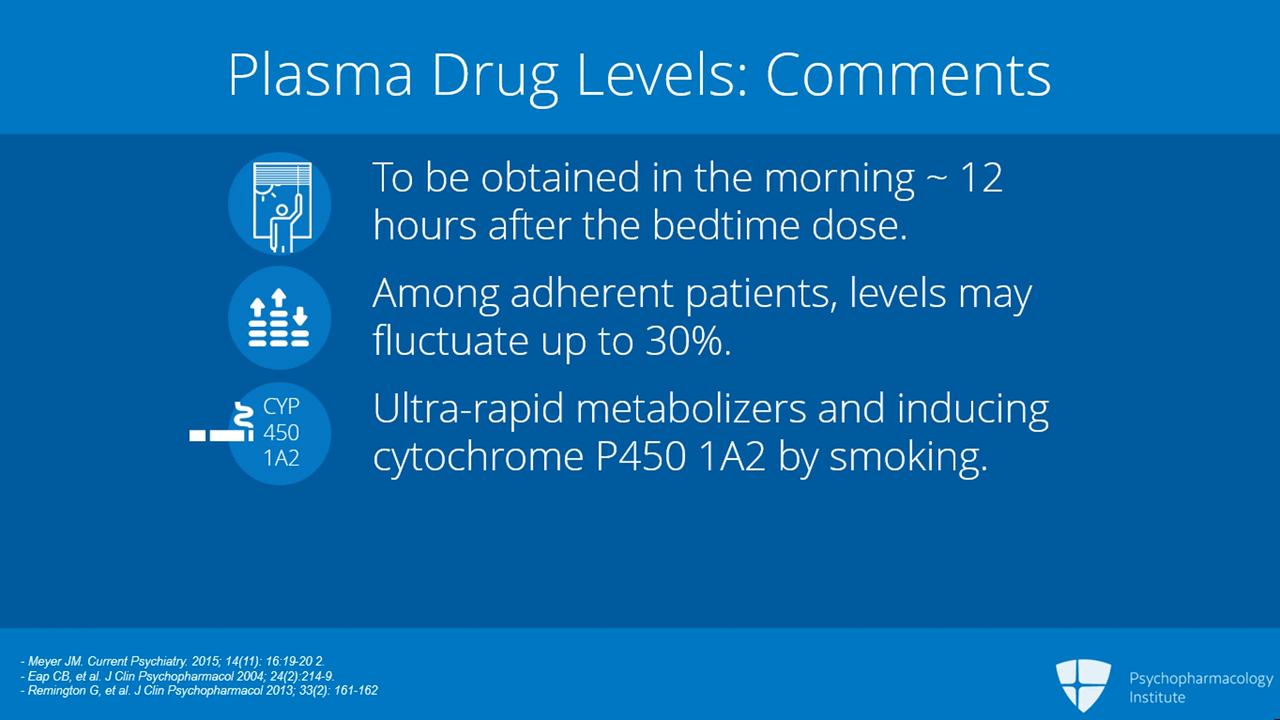 Plasma Drug Levels: Comments
To be obtained in the morning ~ 12
hours after the bedtime dose.
Among adherent patients, levels may
fluctuate up to 30%.
CYP
450
1A2
Ultra-rapid metabolizers and inducing
cytochrome P450 1A2 by smoking.
- Meyer JM. Current Psychiatry. 2015; 14(11): 16:19-20 2.
- Eap CB, et al. J Clin Psychopharmacol 2004; 24(2):214-9.
- Remington G, et al. J Clin Psychopharmacol 2013; 33(2): 161-162
Psychopharmacology
Institute